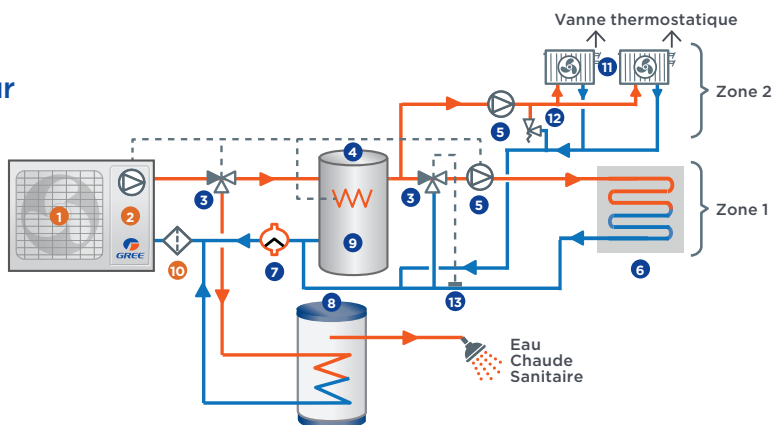 Vanne thermostatique
ur
11
Zone 2
5
12
4
1
2
3
3
5
Zone 1
9
GREE
10
7
6
8
13
Eau
Chaude
Sanitaire